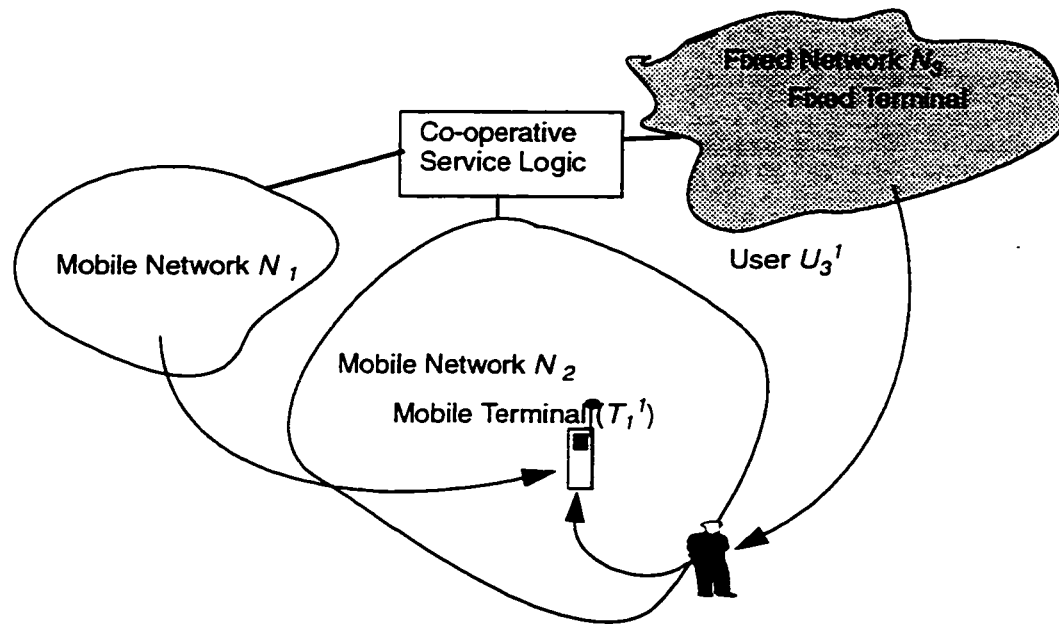 Fixed Network N₃
Fixed Terminal
Co-operative
Service Logic
Mobile Network N₁
User U₃¹
Mobile Network N₂
Mobile Terminal (T₁¹)